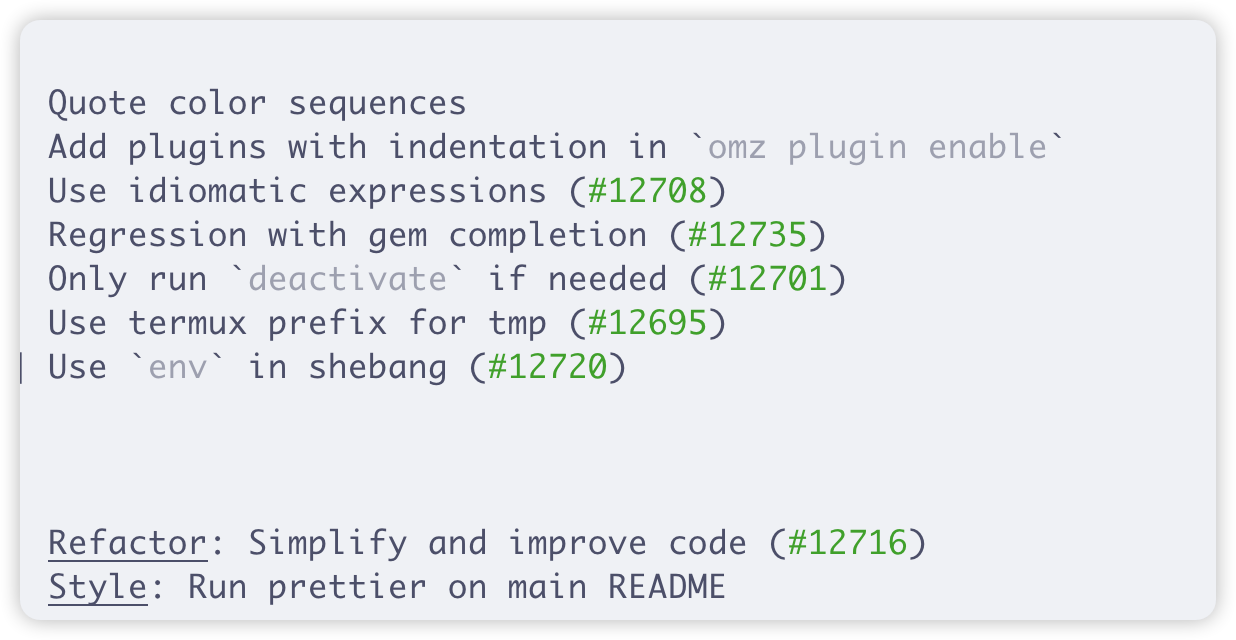 Quote color sequences
Add plugins with indentation in `omz plugin enable`
Use idiomatic expressions (#12708)
Regression with gem completion (#12735)
Only run `deactivate` if needed (#12701)
Use termux prefix for tmp (#12695)
Use `env` in shebang (#12720)
Refactor: Simplify and improve code (#12716)
Style: Run prettier on main README